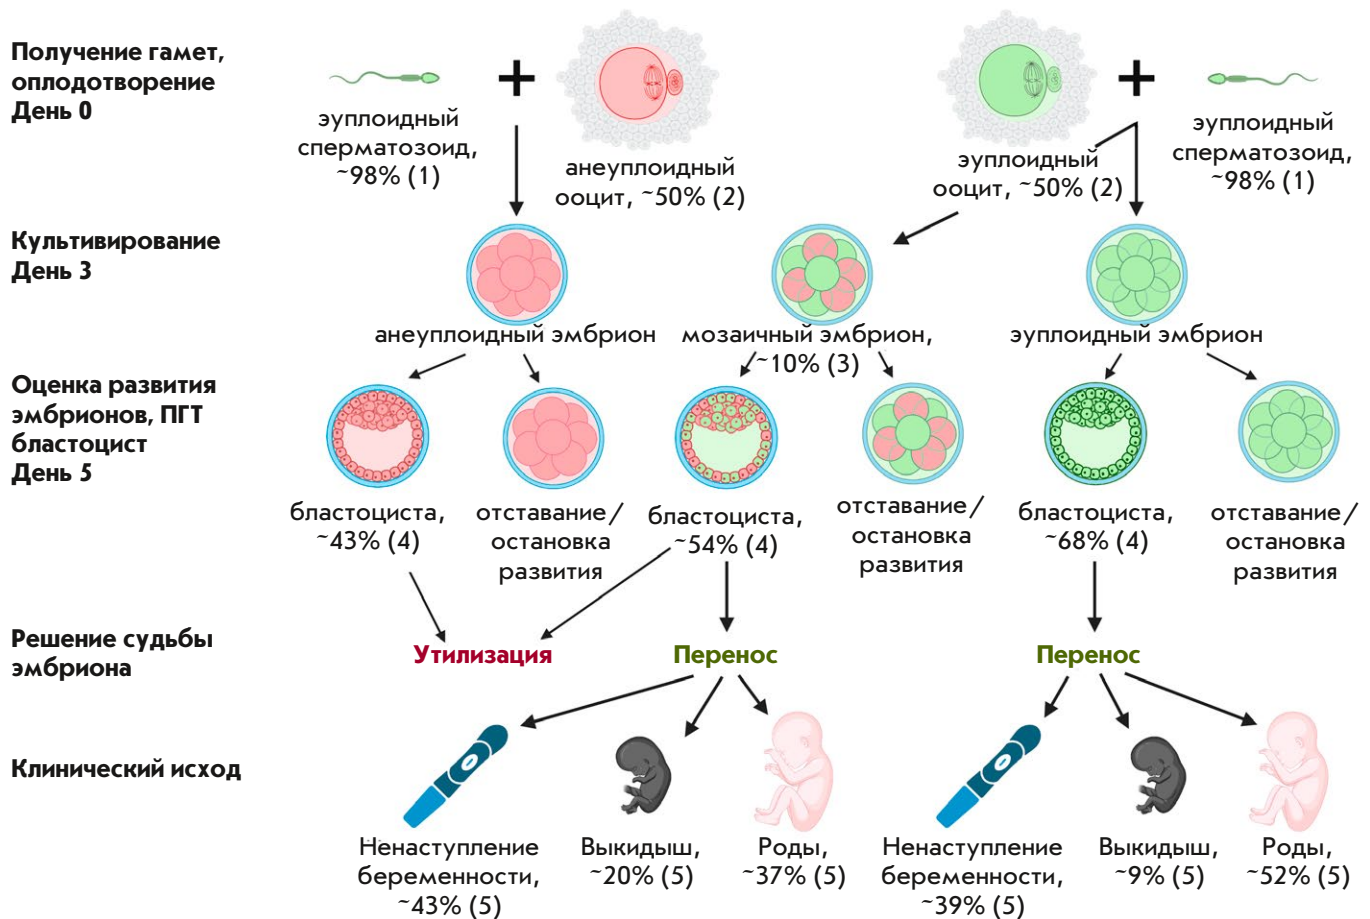 Получение гамет,
оплодотворение
День 0
эуплоидный
сперматозоид,
~98% (1)
анеуплоидный
ооцит, ~50% (2)
эуплоидный
ооцит, ~50% (2)
эуплоидный
сперматозоид,
~98% (1)
Культивирование
День 3
анеуплоидный эмбрион
мозаичный эмбрион,
~10% (3)
эуплоидный эмбрион
Оценка развития
эмбрионов, ПГТ
бластоцист
День 5
бластоциста,
~43% (4)
отставание/
остановка
развития
бластоциста,
~54% (4)
отставание/
остановка
развития
бластоциста,
~68% (4)
отставание/
остановка
развития
Решение судьбы
эмбриона
Утилизация
Перенос
Перенос
Клинический исход
Ненаступление
беременности,
~43% (5)
Выкидыш,
~20% (5)
Роды,
~37% (5)
Ненаступление
беременности,
~39% (5)
Выкидыш,
~9% (5)
Роды,
~52% (5)